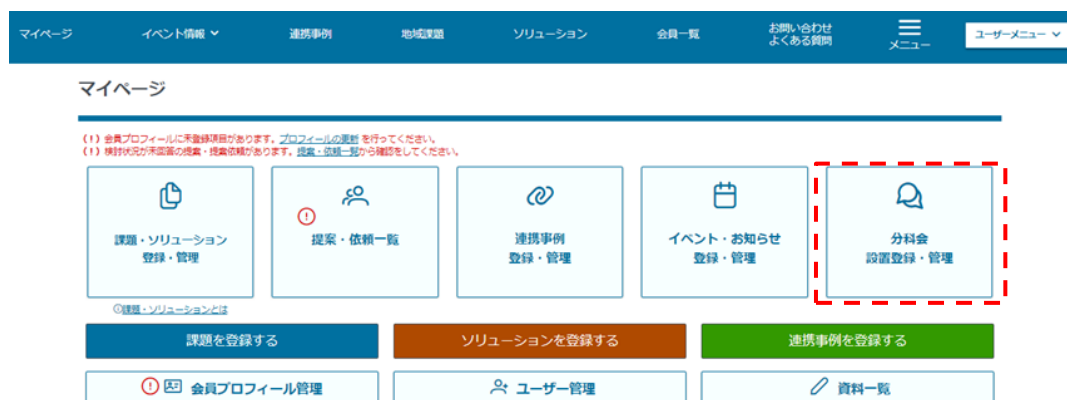 マイページ
イベント情報
連携事例
地域課題
ソリューション
会員一覧
お問い合わせ
よくある質問
メニュー
ユーザーメニュー
マイページ
(!) 会員プロフィールに未登録項目があります。プロフィールの更新 を行ってください。
(!) 検討状況が未回答の提案・提案依頼があります。提案・依頼一覧から確認をしてください。
課題・ソリューション
登録・管理
提案・依頼一覧
連携事例
登録・管理
イベント・お知らせ
登録・管理
分科会
設置登録・管理
課題・ソリューションとは
課題を登録する
ソリューションを登録する
連携事例を登録する
会員プロフィール管理
ユーザー管理
資料一覧